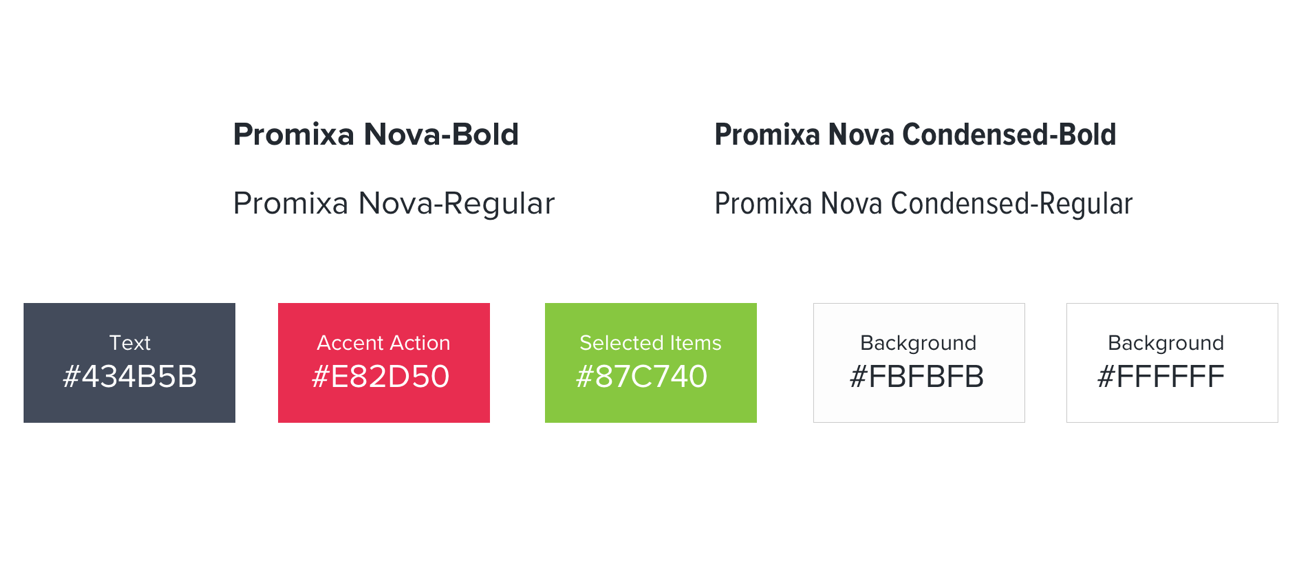 Promixa Nova-Bold
Promixa Nova Condensed-Bold
Promixa Nova-Regular
Promixa Nova Condensed-Regular
Text
#434B5B
Accent Action
#E82D50
Selected Items
#87C740
Background
#FBFBFB
Background
#FFFFFF